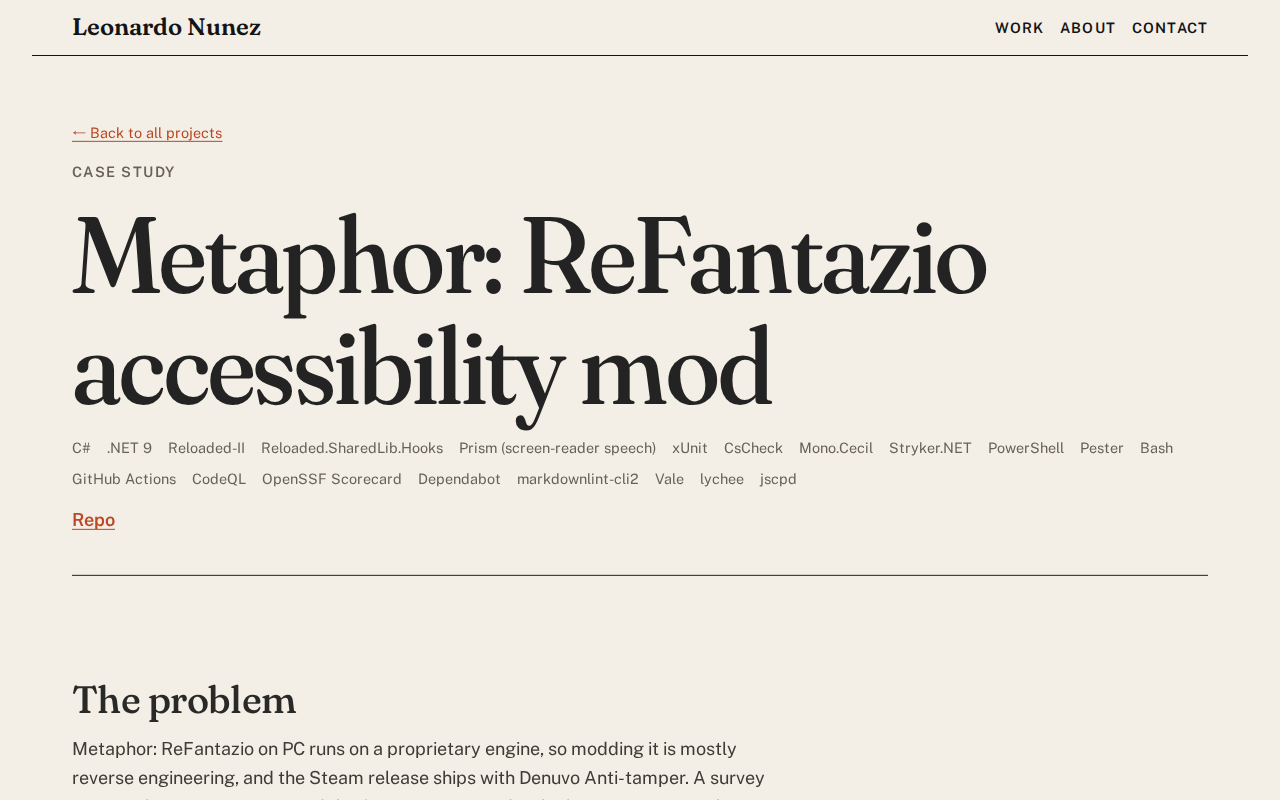 Leonardo Nunez
WORK ABOUT CONTACT
← Back to all projects
CASE STUDY
Metaphor: ReFantazio
accessibility mod
C# .NET 9 Reloaded-II Reloaded.SharedLib.Hooks Prism (screen-reader speech) xUnit CsCheck Mono.Cecil Stryker.NET PowerShell Pester Bash
GitHub Actions CodeQL OpenSSF Scorecard Dependabot markdownlint-cli2 Vale lychee jscpd
Repo
The problem
Metaphor: ReFantazio on PC runs on a proprietary engine, so modding it is mostly
reverse engineering, and the Steam release ships with Denuvo Anti-tamper. A survey